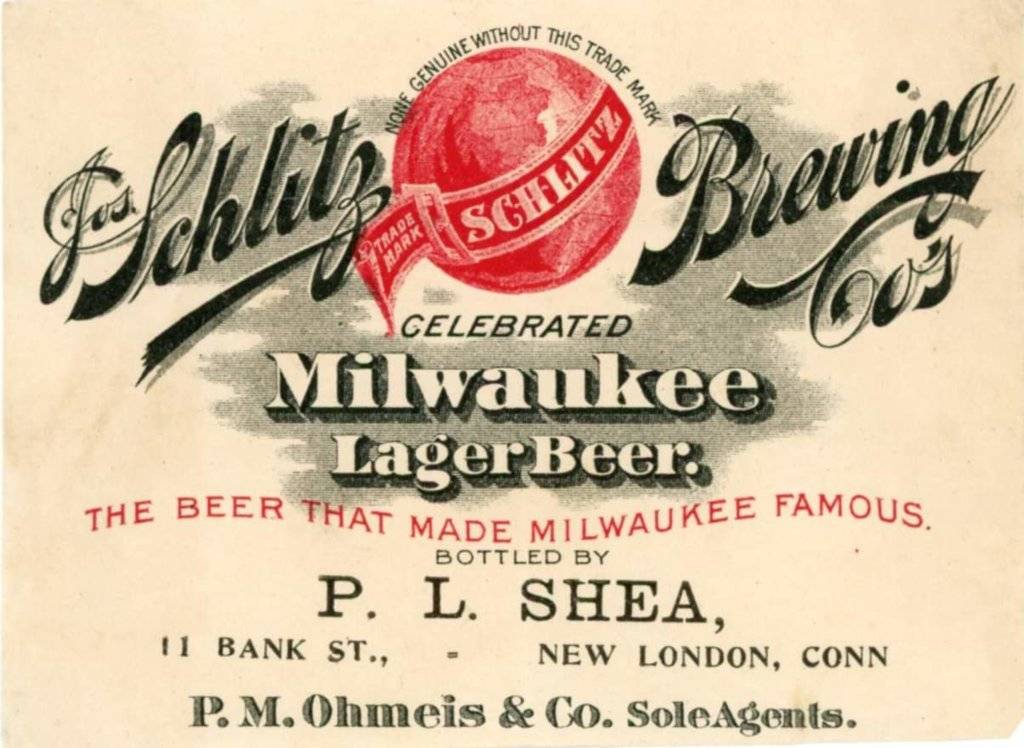 NONE GENUINE WITHOUT THIS TRADE MARK
Jos. Schlitz Brewing Co's
TRADE MARK SCHLITZ
CELEBRATED
Milwaukee
Lager Beer.
THE BEER THAT MADE MILWAUKEE FAMOUS.
BOTTLED BY
P. L. SHEA,
11 BANK ST., - NEW LONDON, CONN
P. M. Ohmeis & Co. Sole Agents.